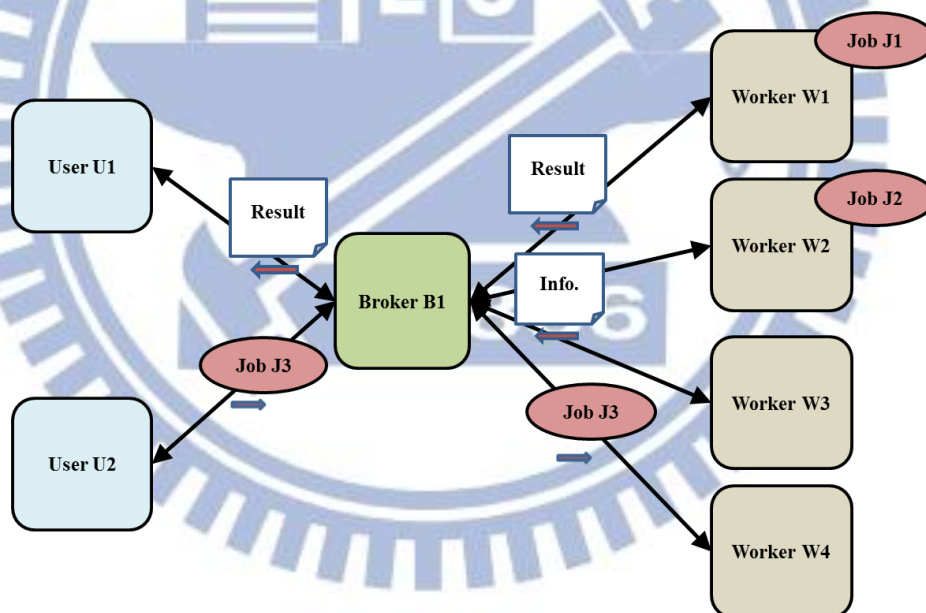 Job J1
Worker W1
User U1
Result
Result
Job J2
Worker W2
Info.
Broker B1
Job J3
Job J3
Worker W3
User U2
Worker W4